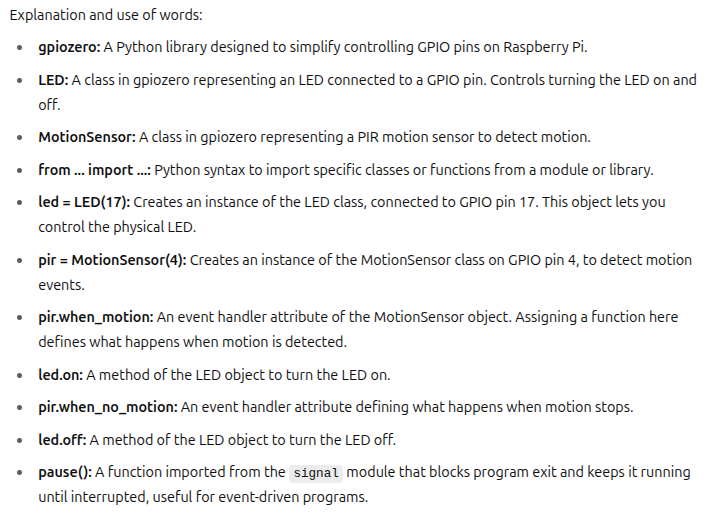 Explanation and use of words:
• gpiozero: A Python library designed to simplify controlling GPIO pins on Raspberry Pi.
• LED: A class in gpiozero representing an LED connected to a GPIO pin. Controls turning the LED on and
off.
• MotionSensor: A class in gpiozero representing a PIR motion sensor to detect motion.
• from ... import ...: Python syntax to import specific classes or functions from a module or library.
• led = LED(17): Creates an instance of the LED class, connected to GPIO pin 17. This object lets you
control the physical LED.
• pir = MotionSensor(4): Creates an instance of the MotionSensor class on GPIO pin 4, to detect motion
events.
• pir.when_motion: An event handler attribute of the MotionSensor object. Assigning a function here
defines what happens when motion is detected.
• led.on: A method of the LED object to turn the LED on.
• pir.when_no_motion: An event handler attribute defining what happens when motion stops.
• led.off: A method of the LED object to turn the LED off.
• pause(): A function imported from the signal module that blocks program exit and keeps it running
until interrupted, useful for event-driven programs.